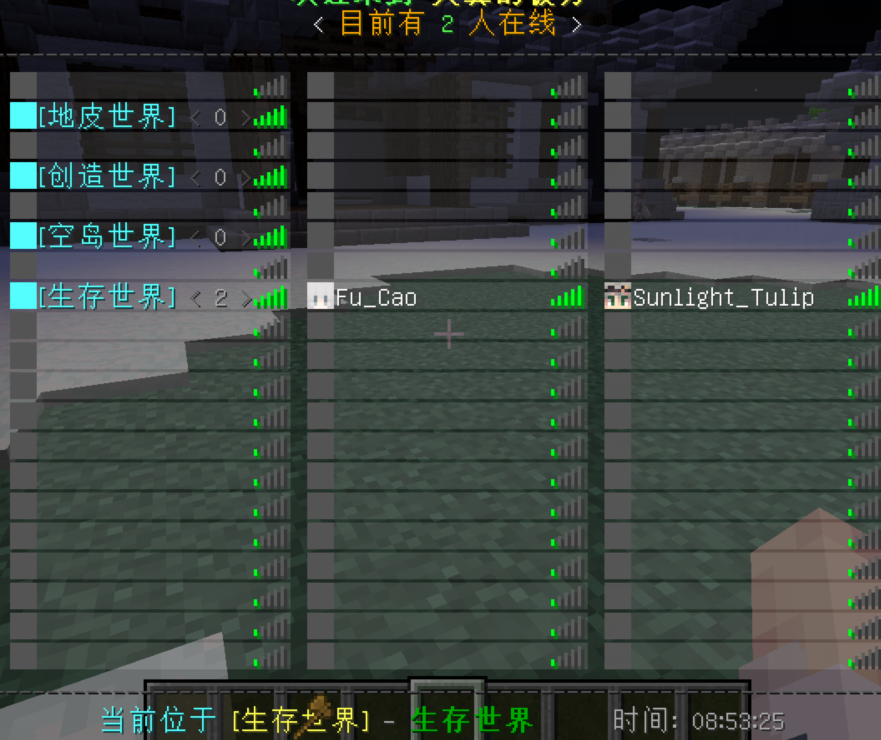 < 目前有 2 人在线 >
[地皮世界] < 0 >
[创造世界] < 0 >
[空岛世界] < 0 >
[生存世界] < 2 > Fu_Cao Sunlight_Tulip
当前位于 [生存世界] - 生存世界 时间: 08:53:25